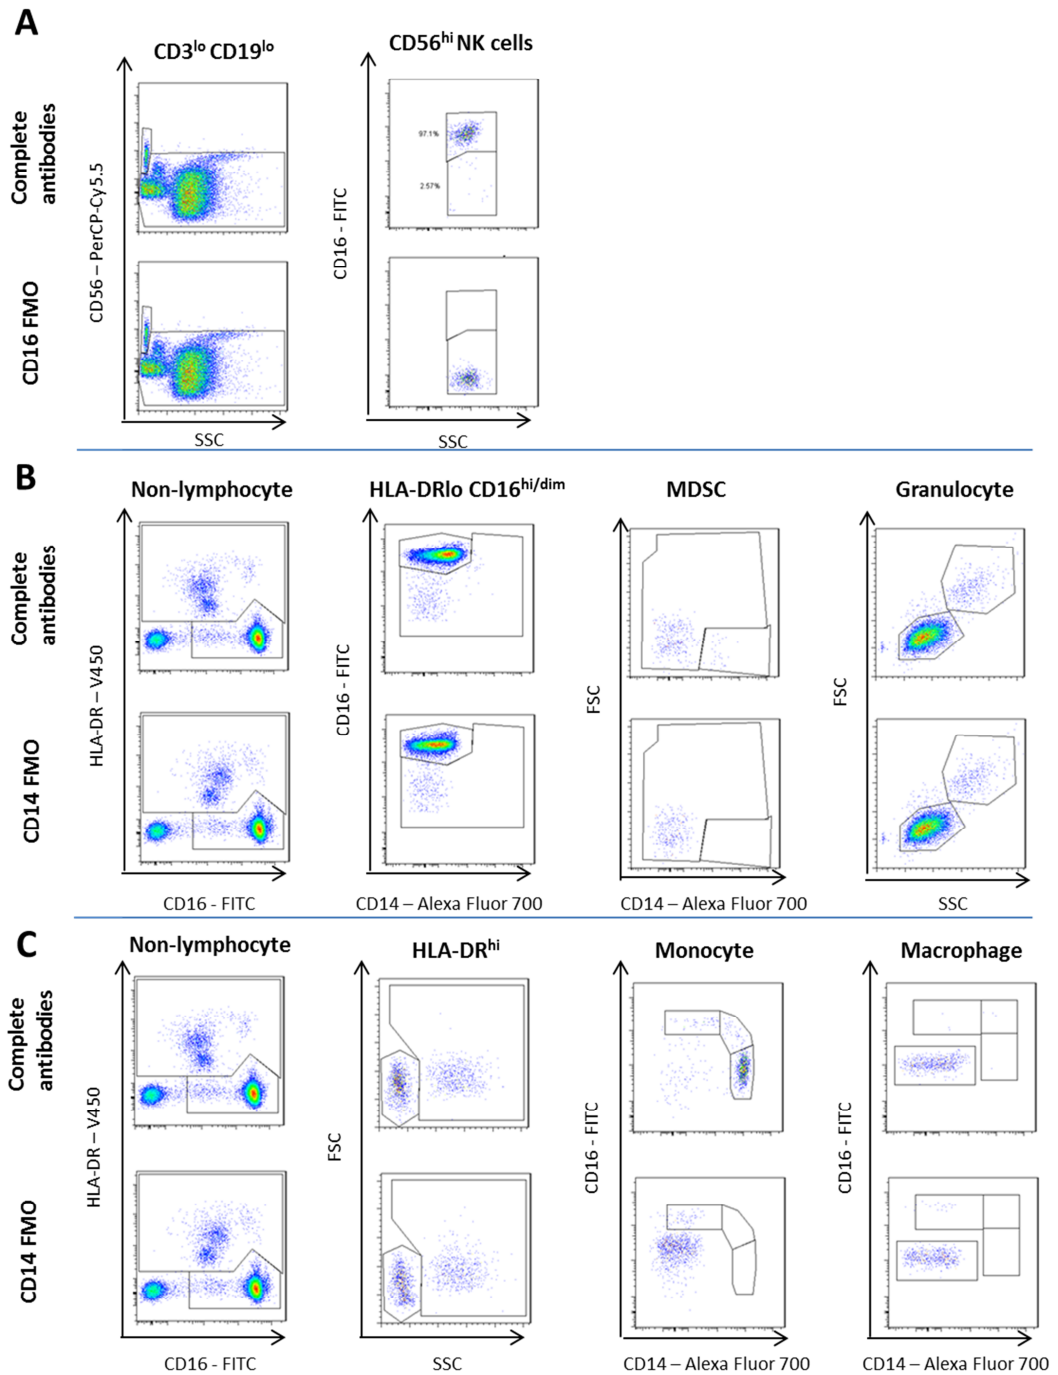 A
CD3lo CD19lo
CD56hi NK cells
Complete antibodies
CD56 – PerCP-Cy5.5
CD16 - FITC
97.1%
2.57%
CD16 FMO
SSC
SSC
B
Non-lymphocyte
HLA-DRlo CD16hi/dim
MDSC
Granulocyte
Complete antibodies
HLA-DR – V450
CD16 - FITC
FSC
FSC
CD14 FMO
CD16 - FITC
CD14 – Alexa Fluor 700
CD14 – Alexa Fluor 700
SSC
C
Non-lymphocyte
HLA-DRhi
Monocyte
Macrophage
Complete antibodies
HLA-DR – V450
FSC
CD16 - FITC
CD16 - FITC
CD14 FMO
CD16 - FITC
SSC
CD14 – Alexa Fluor 700
CD14 – Alexa Fluor 700